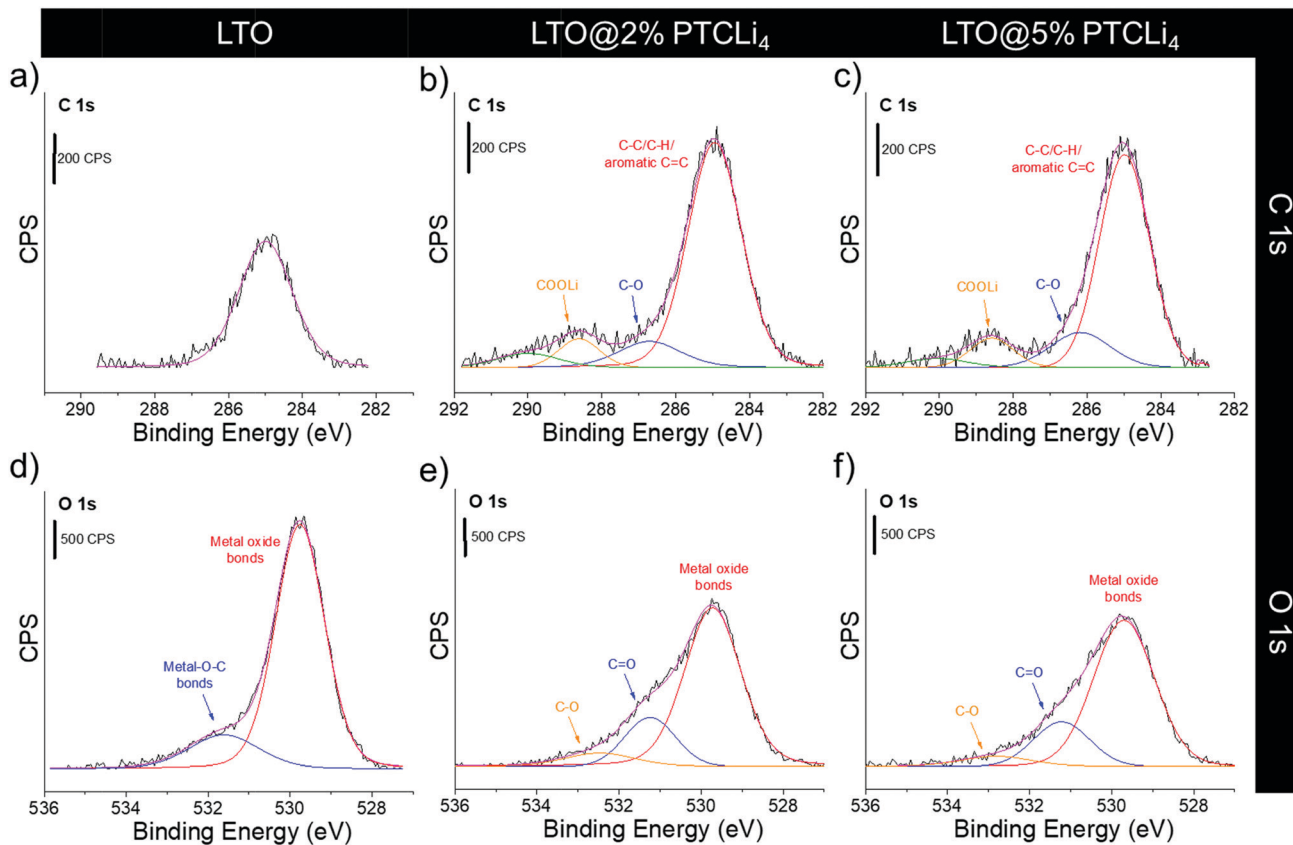 LTO
LTO@2% PTCLi4
LTO@5% PTCLi4
a)
C 1s
200 CPS
CPS
290 288 286 284 282
Binding Energy (eV)
b)
C 1s
200 CPS
C-C/C-H/
aromatic C=C
COOLi
C-O
CPS
292 290 288 286 284 282
Binding Energy (eV)
c)
C 1s
200 CPS
C-C/C-H/
aromatic C=C
COOLi
C-O
CPS
292 290 288 286 284 282
Binding Energy (eV)
C 1s
d)
O 1s
500 CPS
Metal oxide
bonds
Metal-O-C
bonds
CPS
536 534 532 530 528
Binding Energy (eV)
e)
O 1s
500 CPS
Metal oxide
bonds
C=O
C-O
CPS
536 534 532 530 528
Binding Energy (eV)
f)
O 1s
500 CPS
Metal oxide
bonds
C=O
C-O
CPS
536 534 532 530 528
Binding Energy (eV)
O 1s